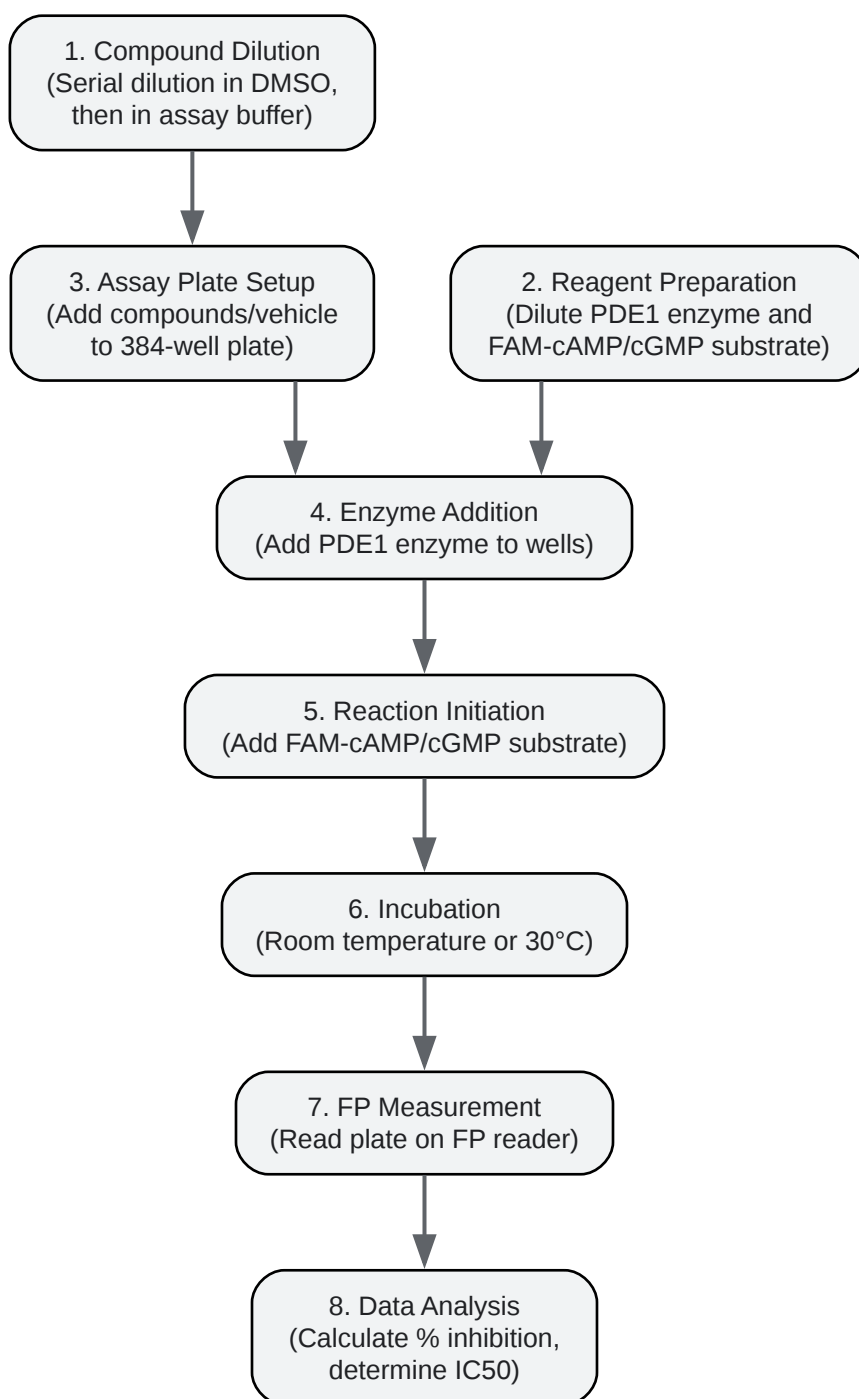 1. Compound Dilution
(Serial dilution in DMSO,
then in assay buffer)
3. Assay Plate Setup
(Add compounds/vehicle
to 384-well plate)
2. Reagent Preparation
(Dilute PDE1 enzyme and
FAM-cAMP/cGMP substrate)
4. Enzyme Addition
(Add PDE1 enzyme to wells)
5. Reaction Initiation
(Add FAM-cAMP/cGMP substrate)
6. Incubation
(Room temperature or 30°C)
7. FP Measurement
(Read plate on FP reader)
8. Data Analysis
(Calculate % inhibition,
determine IC50)